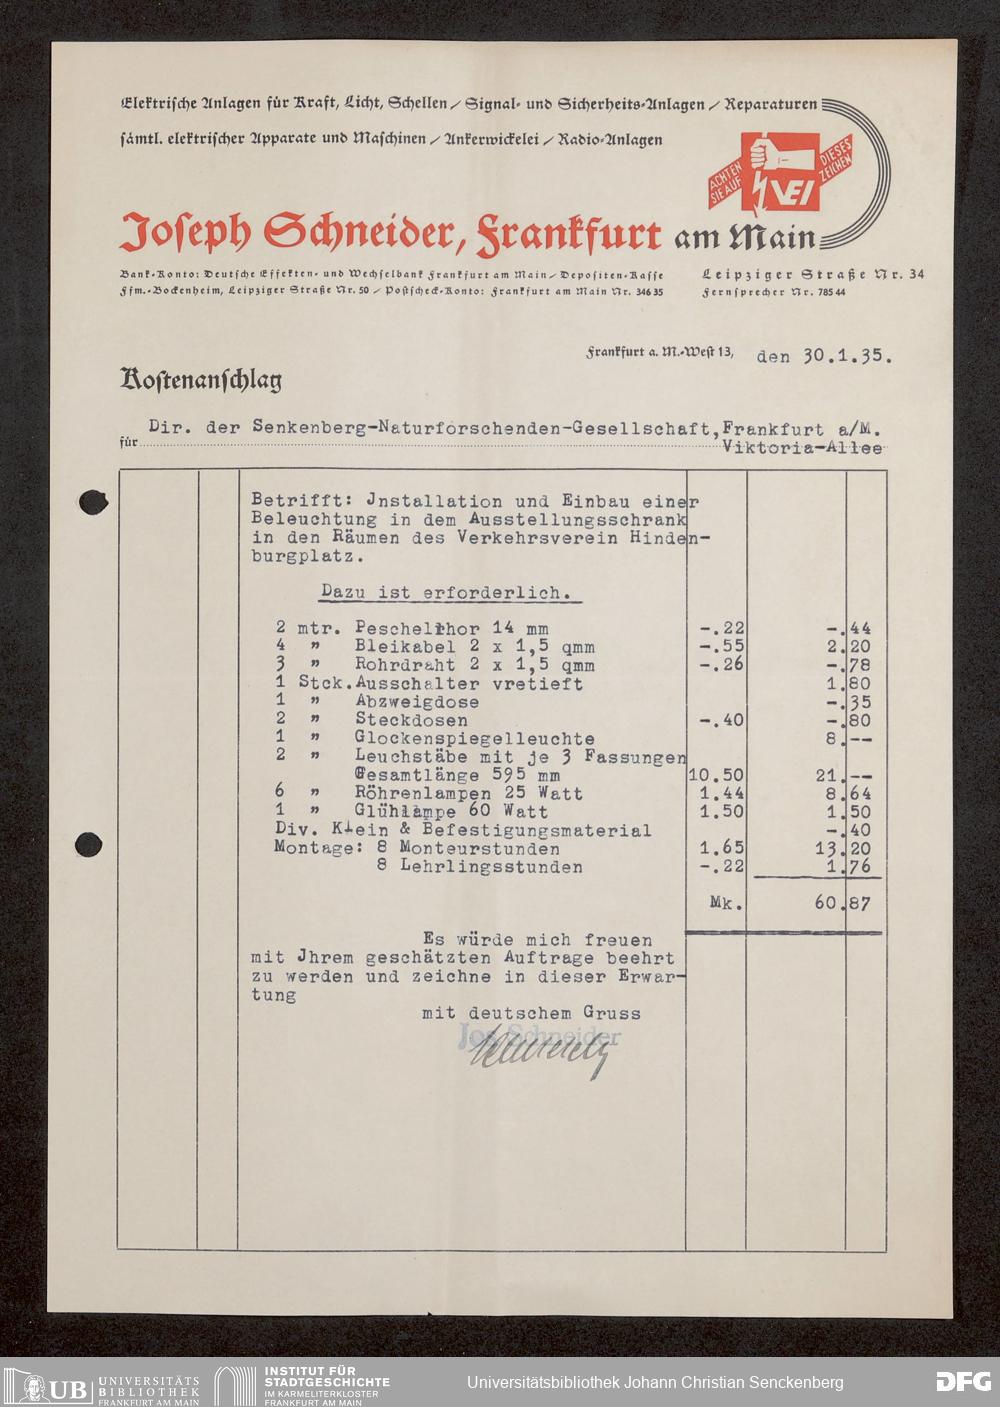 Elektrische Anlagen für Kraft, Licht, Schellen / Signal- und Sicherheits-Anlagen / Reparaturen
sämtl. elektrischer Apparate und Maschinen / Ankerwickelei / Radio-Anlagen
ACHTEN SIE AUF
DIESES ZEICHEN
VEI
Joseph Schneider, Frankfurt am Main
Bank-Konto: Deutsche Effekten- und Wechselbank Frankfurt am Main / Depositen-Kasse
Ffm.-Bockenheim, Leipziger Straße Nr. 50 / Postscheck-Konto: Frankfurt am Main Nr. 346 35
Leipziger Straße Nr. 34
Fernsprecher Nr. 785 44
Frankfurt a. M.-West 13, den 30.1.35.
Kostenanschlag
für Dir. der Senkenberg-Naturforschenden-Gesellschaft, Frankfurt a/M.
Viktoria-Allee
Betrifft: Jnstallation und Einbau einer
Beleuchtung in dem Ausstellungsschrank
in den Räumen des Verkehrsverein Hinden-
burgplatz.
Dazu ist erforderlich.
2 mtr. Peschelrhor 14 mm -.22 -.44
4 " Bleikabel 2 x 1,5 qmm -.55 2.20
3 " Rohrdraht 2 x 1,5 qmm -.26 -.78
1 Stck. Ausschalter vretieft 1.80
1 " Abzweigdose -.35
2 " Steckdosen -.40 -.80
1 " Glockenspiegelleuchte 8.--
2 " Leuchstäbe mit je 3 Fassungen
Gesamtlänge 595 mm 10.50 21.--
6 " Röhrenlampen 25 Watt 1.44 8.64
1 " Glühlampe 60 Watt 1.50 1.50
Div. Klein & Befestigungsmaterial -.40
Montage: 8 Monteurstunden 1.65 13.20
8 Lehrlingsstunden -.22 1.76
Mk. 60.87
Es würde mich freuen
mit Jhrem geschätzten Auftrage beehrt
zu werden und zeichne in dieser Erwar-
tung
mit deutschem Gruss
Jos. Schneider
UB UNIVERSITÄTS
BIBLIOTHEK
FRANKFURT AM MAIN
INSTITUT FÜR
STADTGESCHICHTE
IM KARMELITERKLOSTER
FRANKFURT AM MAIN
Universitätsbibliothek Johann Christian Senckenberg
DFG